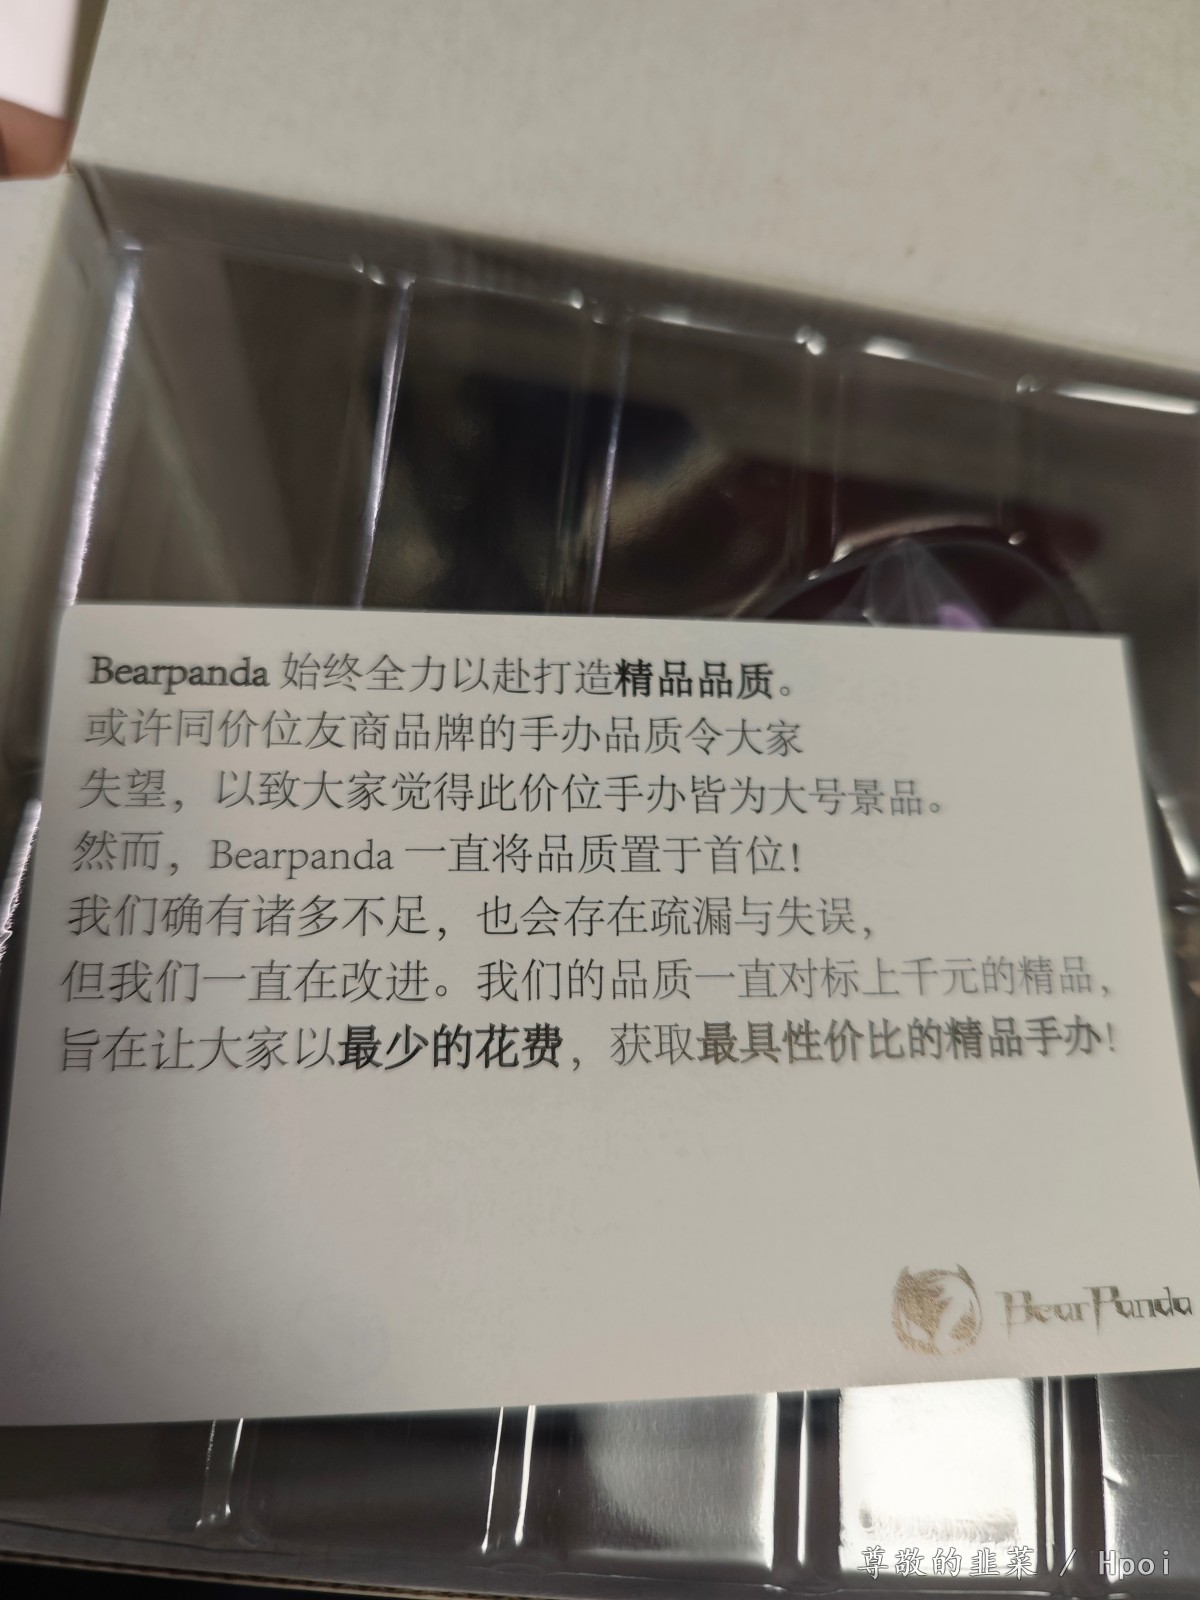 Bearpanda 始终全力以赴打造精品品质。
或许同价位友商品牌的手办品质令大家
失望，以致大家觉得此价位手办皆为大号景品。
然而，Bearpanda 一直将品质置于首位！
我们确有诸多不足，也会存在疏漏与失误，
但我们一直在改进。我们的品质一直对标上千元的精品，
旨在让大家以最少的花费，获取最具性价比的精品手办！
BearPanda
尊敬的韭菜 / Hpoi